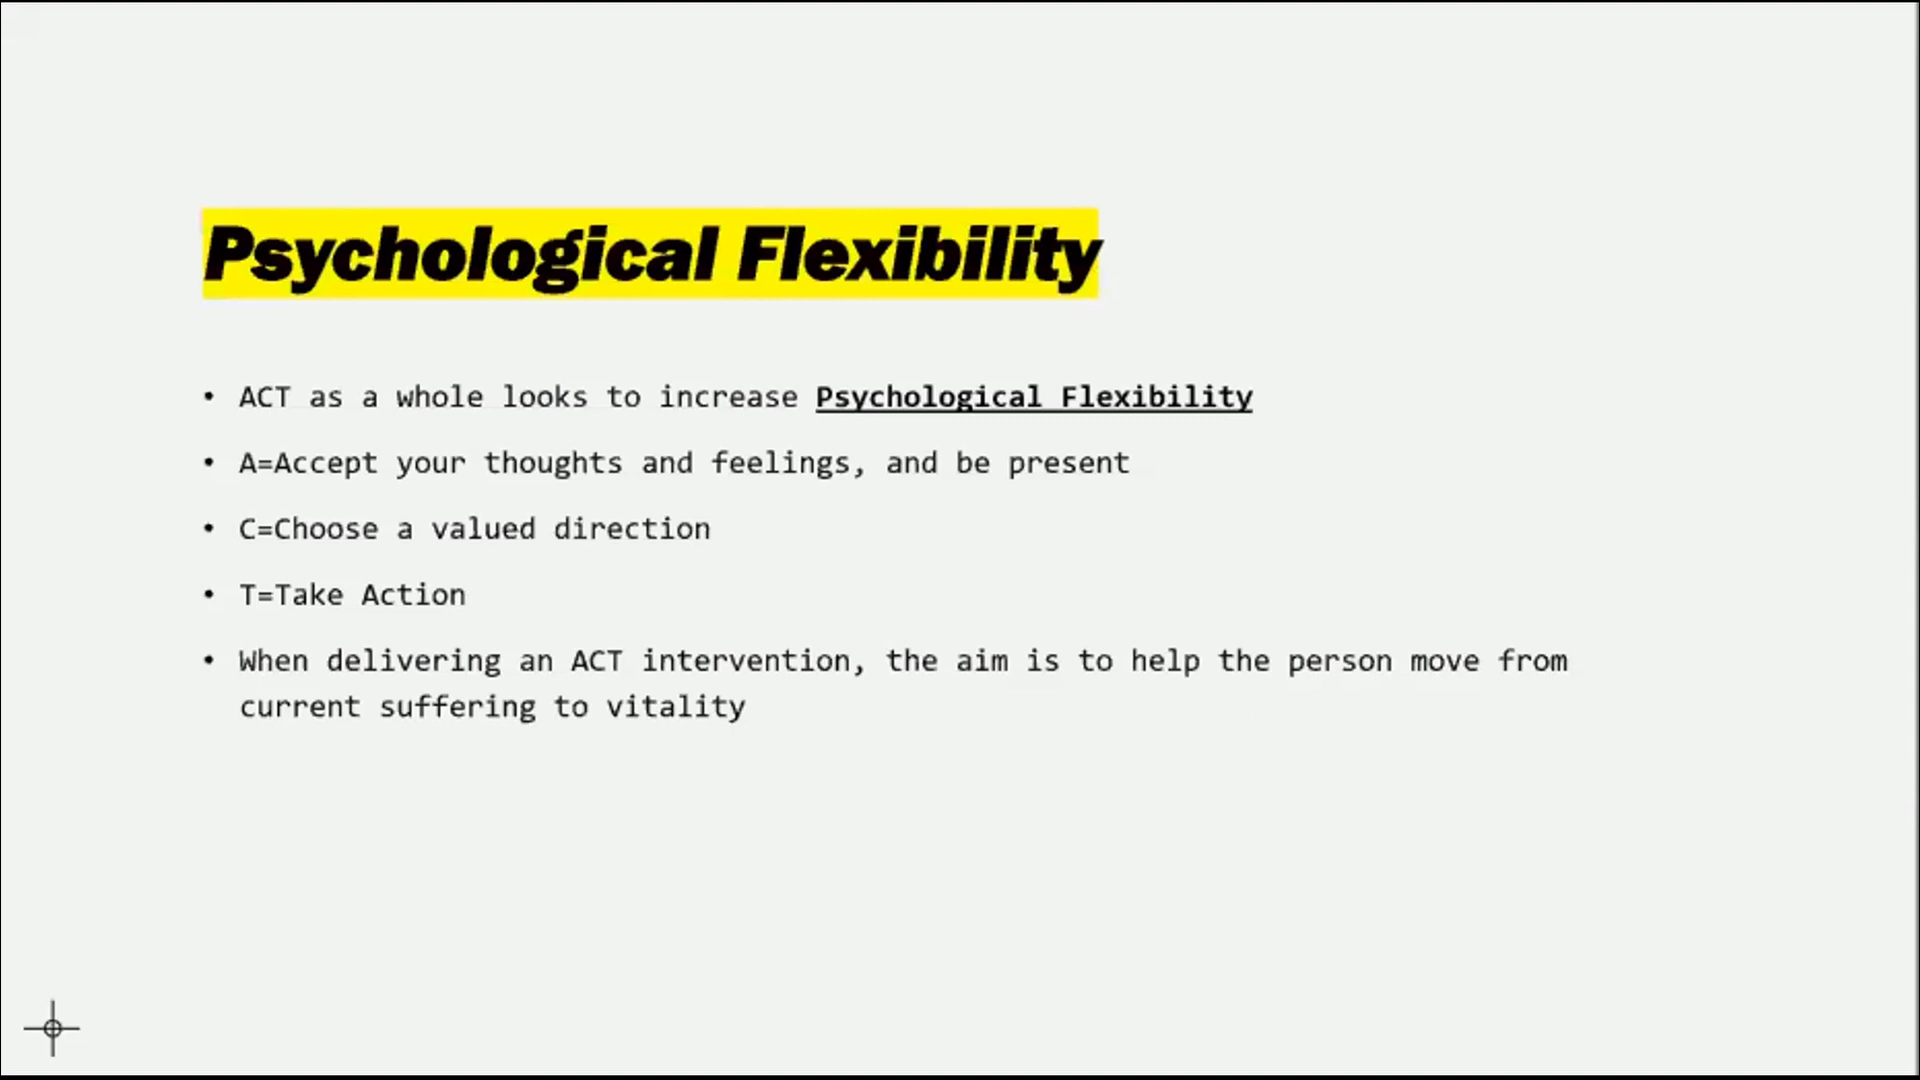 Psychological Flexibility
• ACT as a whole looks to increase Psychological Flexibility
• A=Accept your thoughts and feelings, and be present
• C=Choose a valued direction
• T=Take Action
• When delivering an ACT intervention, the aim is to help the person move from
current suffering to vitality